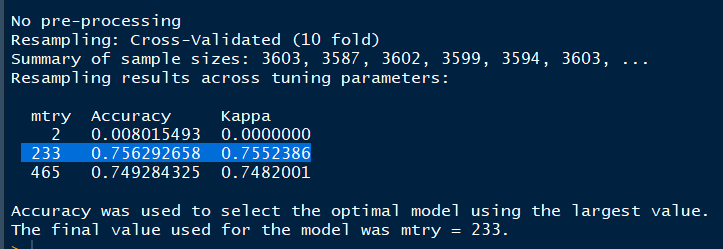 No pre-processing
Resampling: Cross-Validated (10 fold)
Summary of sample sizes: 3603, 3587, 3602, 3599, 3594, 3603, ...
Resampling results across tuning parameters:
mtry  Accuracy     Kappa
2  0.008015493  0.0000000
233  0.756292658  0.7552386
465  0.749284325  0.7482001
Accuracy was used to select the optimal model using the largest value.
The final value used for the model was mtry = 233.
>